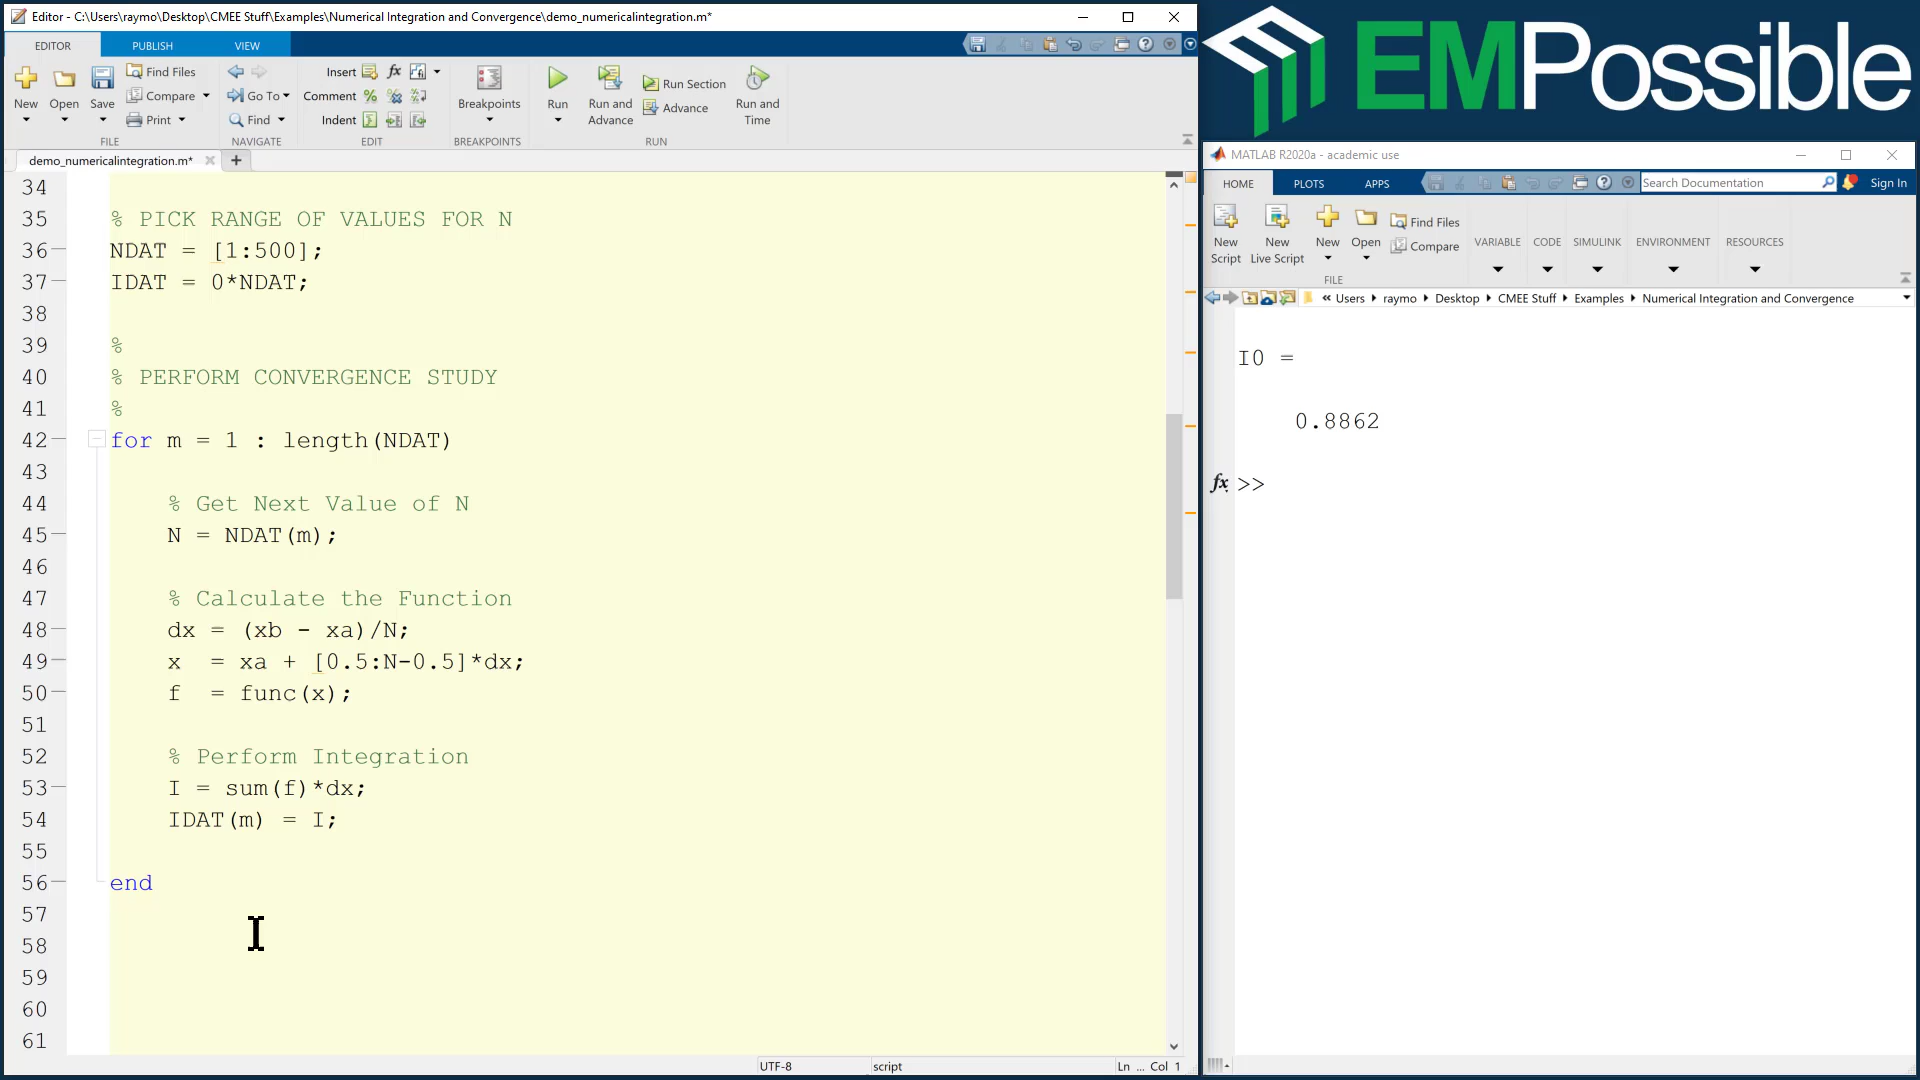 Editor - C:\Users\raymo\Desktop\CMEE Stuff\Examples\Numerical Integration and Convergence\demo_numericalintegration.m*
EDITOR PUBLISH VIEW
New Open Save
Find Files
Compare
Print
FILE
Go To
Find
NAVIGATE
Insert fx
Comment
Indent
EDIT
Breakpoints
BREAKPOINTS
Run
Run and Advance
Run Section
Advance
Run and Time
RUN
demo_numericalintegration.m*
34
35 % PICK RANGE OF VALUES FOR N
36 NDAT = [1:500];
37 IDAT = 0*NDAT;
38
39 %
40 % PERFORM CONVERGENCE STUDY
41 %
42 for m = 1 : length(NDAT)
43
44 % Get Next Value of N
45 N = NDAT(m);
46
47 % Calculate the Function
48 dx = (xb - xa)/N;
49 x = xa + [0.5:N-0.5]*dx;
50 f = func(x);
51
52 % Perform Integration
53 I = sum(f)*dx;
54 IDAT(m) = I;
55
56 end
57
58
59
60
61
UTF-8 script Ln ... Col 1
EMPossible
MATLAB R2020a - academic use
HOME PLOTS APPS Search Documentation Sign In
New Script
New Live Script
New
Open
Find Files
Compare
FILE
VARIABLE CODE SIMULINK ENVIRONMENT RESOURCES
« Users Desktop CMEE Stuff Examples Numerical Integration and Convergence
raymo
I0 =
0.8862
fx >>